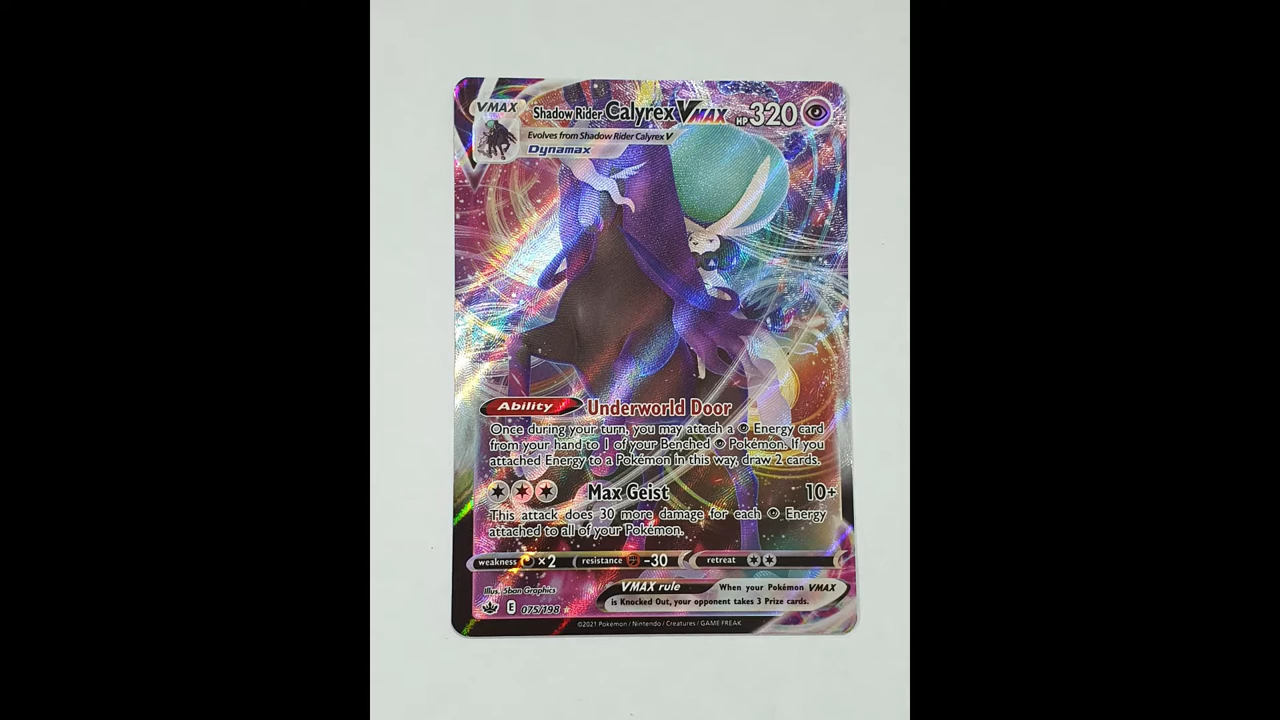 VMAX
Shadow Rider Calyrex VMAX HP 320
Evolves from Shadow Rider Calyrex V
Dynamax
Ability Underworld Door
Once during your turn, you may attach a Energy card
from your hand to 1 of your Benched Pokémon. If you
attached Energy to a Pokémon in this way, draw 2 cards.
Max Geist 10+
This attack does 30 more damage for each Energy
attached to all of your Pokémon.
weakness ×2 resistance -30 retreat
Illus. 5ban Graphics
VMAX rule When your Pokémon VMAX
is Knocked Out, your opponent takes 3 Prize cards.
E 075/198
©2021 Pokémon / Nintendo / Creatures / GAME FREAK